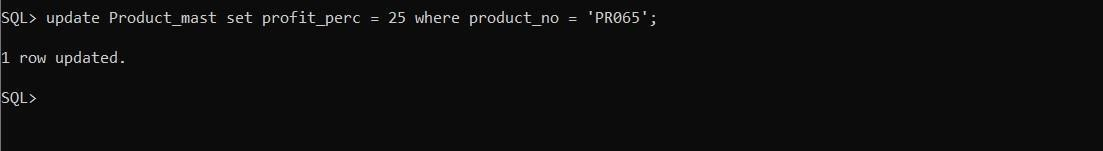 SQL> update Product_mast set profit_perc = 25 where product_no = 'PR065';
1 row updated.
SQL>